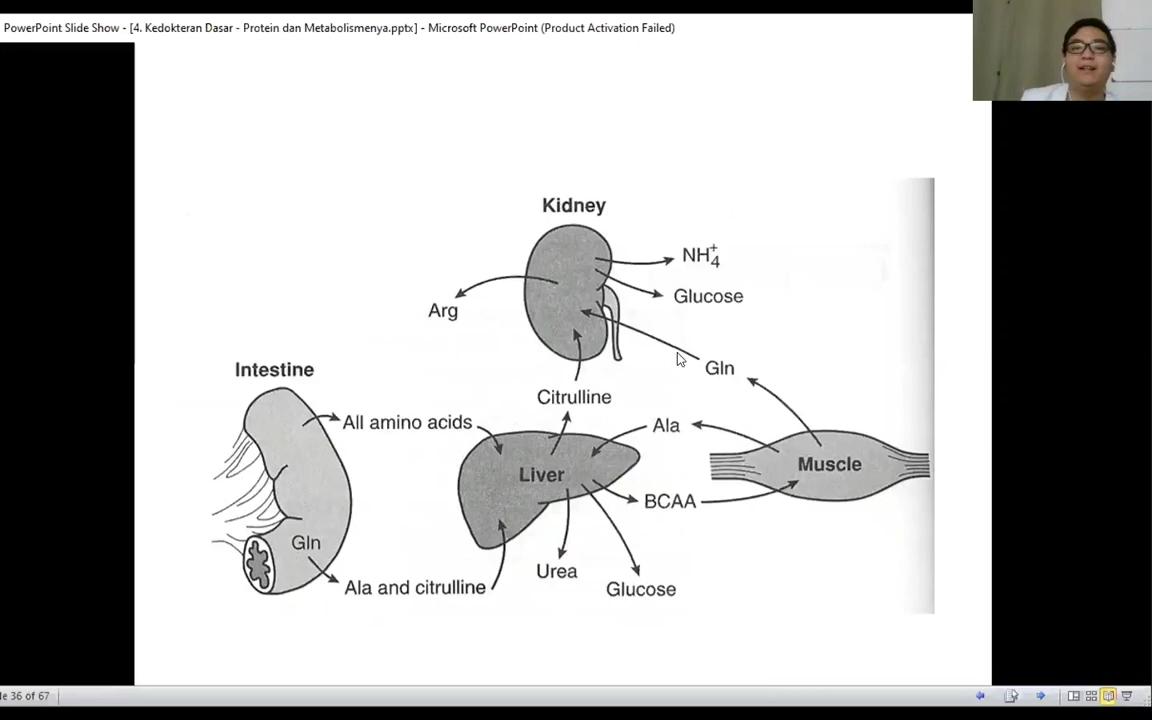 PowerPoint Slide Show - [4. Kedokteran Dasar - Protein dan Metabolismenya.pptx] - Microsoft PowerPoint (Product Activation Failed)
Kidney
NH4+
Glucose
Arg
Gln
Intestine
Citrulline
All amino acids
Ala
Liver
Muscle
BCAA
Gln
Urea
Ala and citrulline
Glucose
le 36 of 67